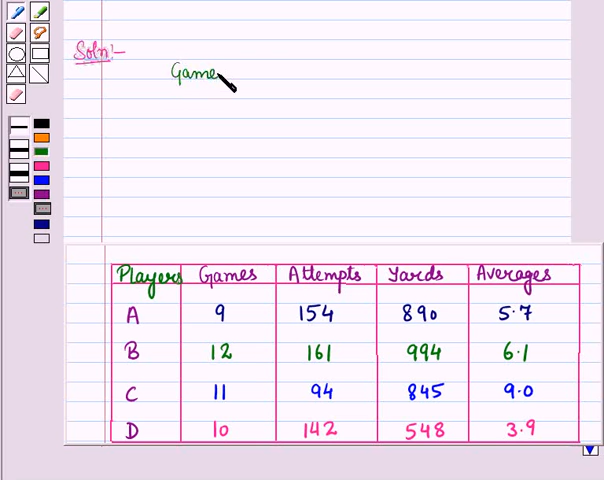 Soln:-
Game
Players Games Attempts Yards Averages
A 9 154 890 5.7
B 12 161 994 6.1
C 11 94 845 9.0
D 10 142 548 3.9